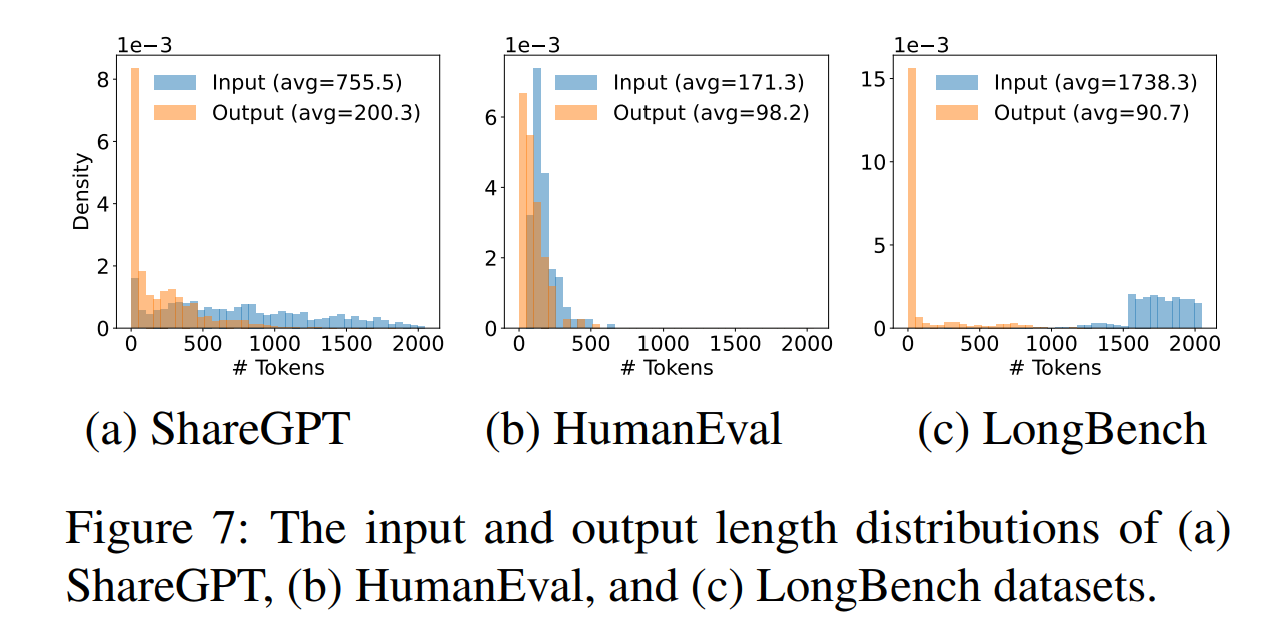 1e−3
Input (avg=755.5)
Output (avg=200.3)
8
6
4
2
0
Density
0 500 1000 1500 2000
# Tokens
(a) ShareGPT
1e−3
Input (avg=171.3)
Output (avg=98.2)
6
4
2
0
0 500 1000 1500 2000
# Tokens
(b) HumanEval
1e−3
Input (avg=1738.3)
Output (avg=90.7)
15
10
5
0
0 500 1000 1500 2000
# Tokens
(c) LongBench
Figure 7: The input and output length distributions of (a)
ShareGPT, (b) HumanEval, and (c) LongBench datasets.